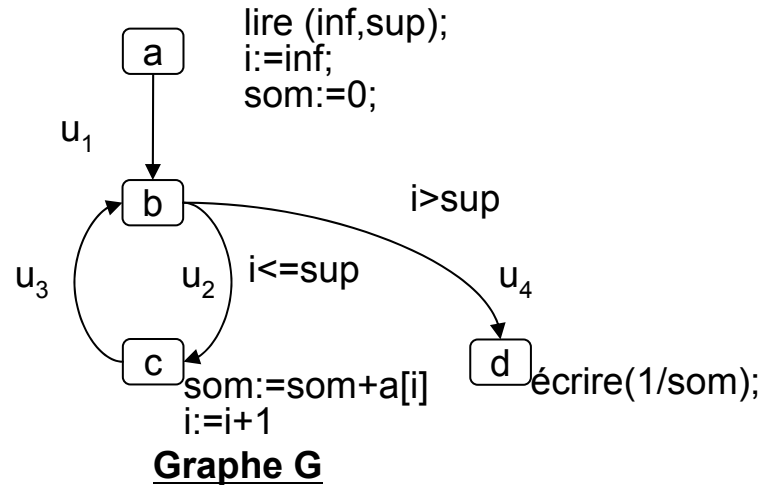 a
lire (inf,sup);
i:=inf;
som:=0;
u1
b
i>sup
u3
u2
i<=sup
u4
c
d
som:=som+a[i]
écrire(1/som);
i:=i+1
Graphe G